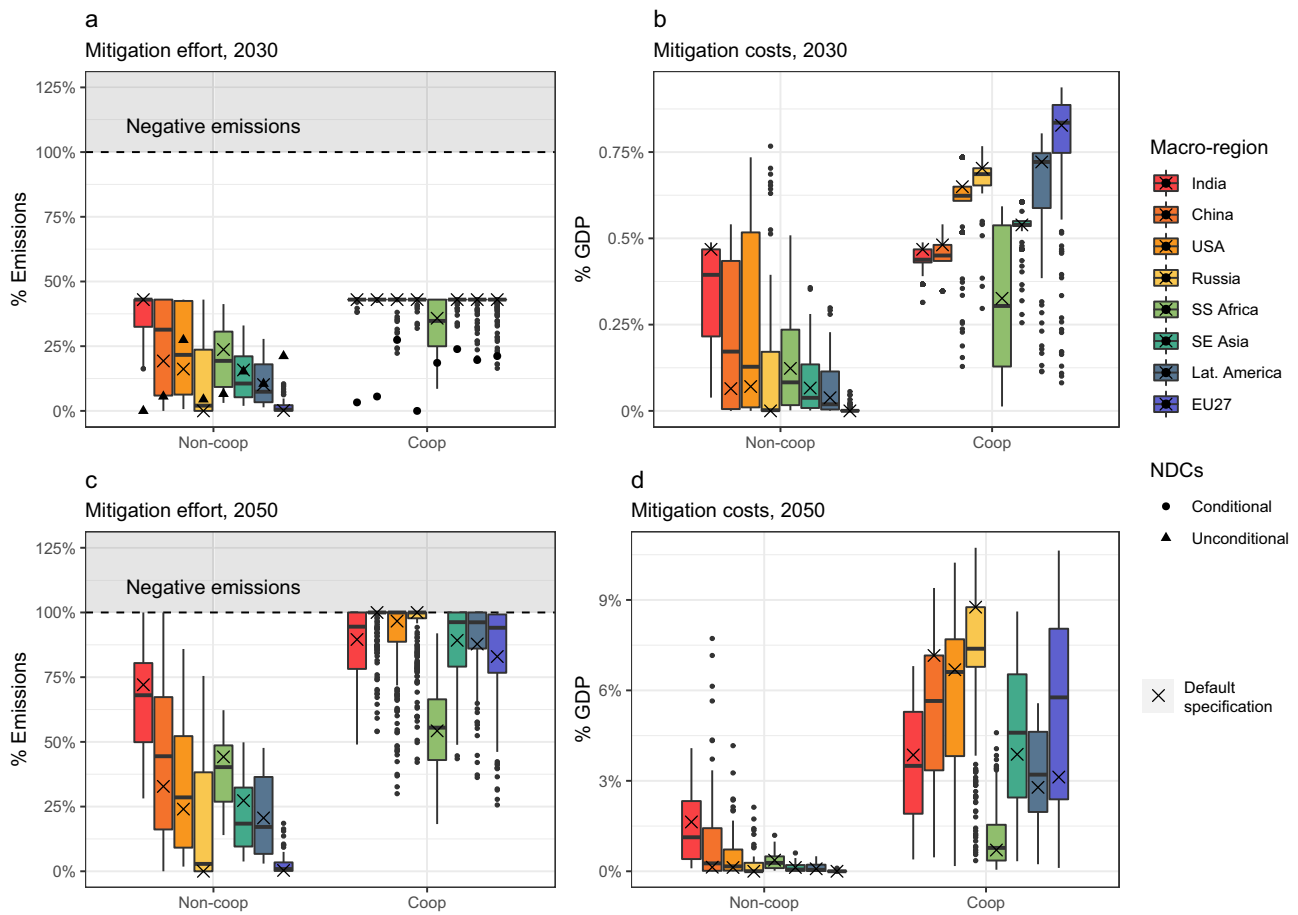 a
Mitigation effort, 2030
% Emissions
125%
100%
75%
50%
25%
0%
Negative emissions
Non-coop
Coop
b
Mitigation costs, 2030
% GDP
0.75%
0.5%
0.25%
0%
Non-coop
Coop
Macro-region
India
China
USA
Russia
SS Africa
SE Asia
Lat. America
EU27
NDCs
Conditional
Unconditional
Default
specification
c
Mitigation effort, 2050
% Emissions
125%
100%
75%
50%
25%
0%
Negative emissions
Non-coop
Coop
d
Mitigation costs, 2050
% GDP
9%
6%
3%
0%
Non-coop
Coop